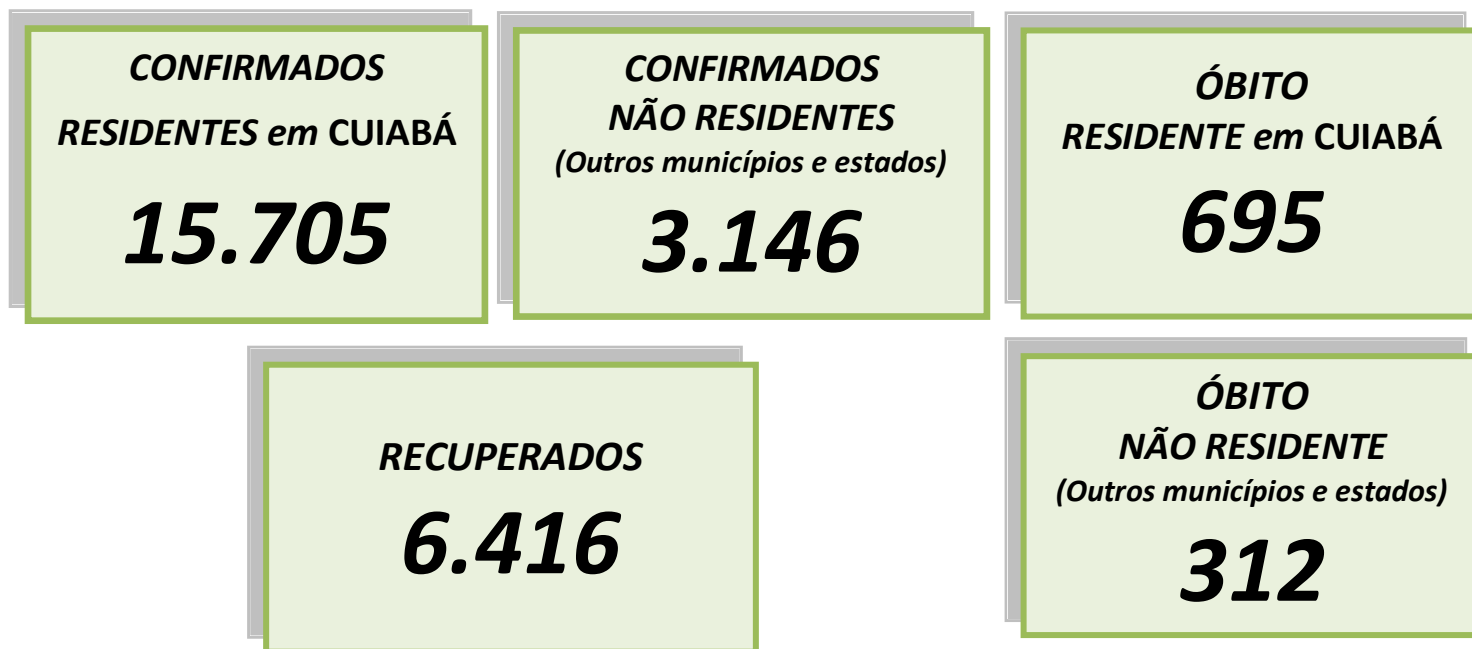 CONFIRMADOS
RESIDENTES em CUIABÁ
15.705
CONFIRMADOS
NÃO RESIDENTES
(Outros municípios e estados)
3.146
ÓBITO
RESIDENTE em CUIABÁ
695
RECUPERADOS
6.416
ÓBITO
NÃO RESIDENTE
(Outros municípios e estados)
312